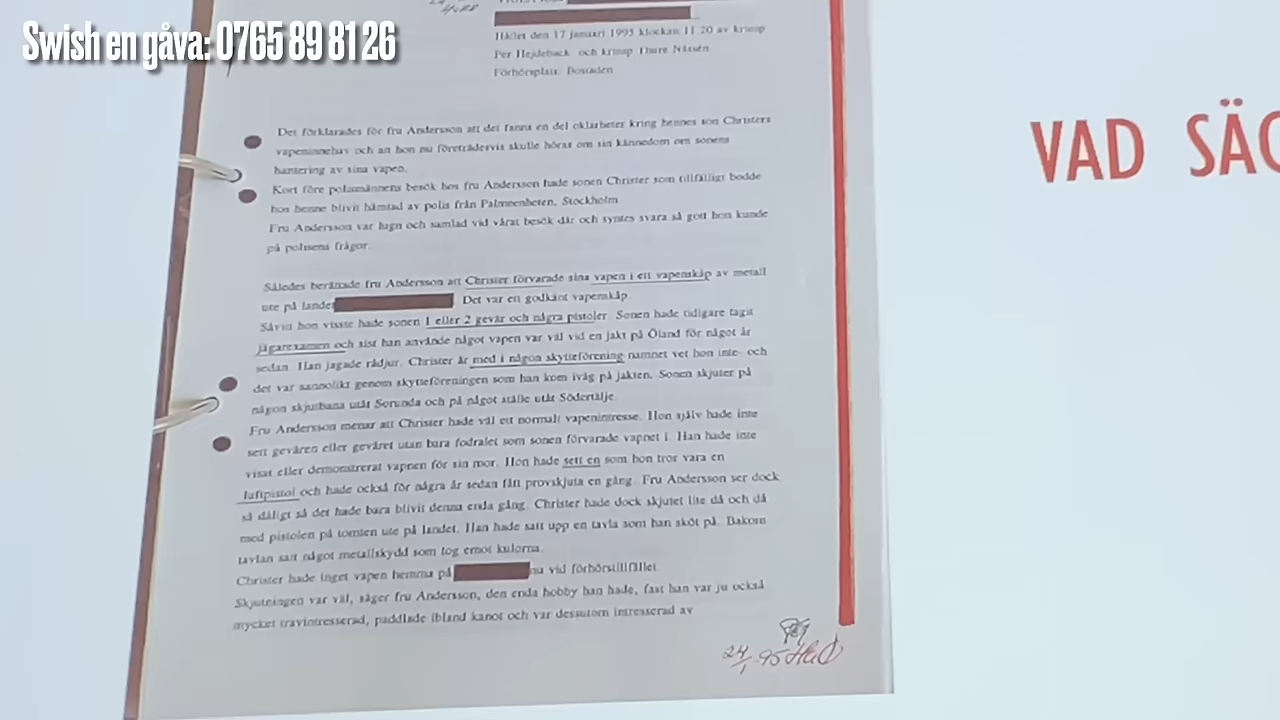 Swish en gåva: 0765 89 81 26
Hållet den 17 januari 1995 klockan 11 20 av krinsp
Per Hejdebäck och krinsp Thure Nässén
Förhörsplats: Bostaden
VAD SÄG
Det förklarades för fru Andersson att det fanns en del oklarheter kring hennes son Christers
vapeninnehav och att hon nu företrädervis skulle höras om sin kännedom om sonens
hantering av sina vapen.
Kort före polismännens besök hos fru Andersson hade sonen Christer som tillfälligt bodde
hos henne blivit hämtad av polis från Palmeenheten, Stockholm
Fru Andersson var lugn och samlad vid vårat besök där och syntes svara så gott hon kunde
på polisens frågor.
Således berättade fru Andersson att Christer förvarade sina vapen i ett vapenskåp av metall
ute på landet Det var ett godkänt vapenskåp.
Såvitt hon visste hade sonen 1 eller 2 gevär och några pistoler. Sonen hade tidigare tagit
jägarexamen och sist han använde något vapen var väl vid en jakt på Öland för något år
sedan. Han jagade rådjur. Christer är med i någon skytteförening namnet vet hon inte- och
det var sannolikt genom skytteföreningen som han kom iväg på jakten. Sonen skjuter på
någon skjutbana utåt Sorunda och på något ställe utåt Södertälje.
Fru Andersson menar att Christer hade väl ett normalt vapenintresse. Hon själv hade inte
sett gevären eller geväret utan bara fodralet som sonen förvarade vapnet i. Han hade inte
visat eller demonstrerat vapnen för sin mor. Hon hade sett en som hon tror vara en
luftpistol och hade också för några år sedan fått provskjuta en gång. Fru Andersson ser dock
så dåligt så det hade bara blivit denna enda gång. Christer hade dock skjutet lite då och då
med pistolen på tomten ute på landet. Han hade satt upp en tavla som han sköt på. Bakom
tavlan satt något metallskydd som tog emot kulorna.
Christer hade inget vapen hemma på nu vid förhörstillfället.
Skjutningen var väl, säger fru Andersson, den enda hobby han hade, fast han var ju också
mycket travintresserad, paddlade ibland kanot och var dessutom intresserad av
24/1 95